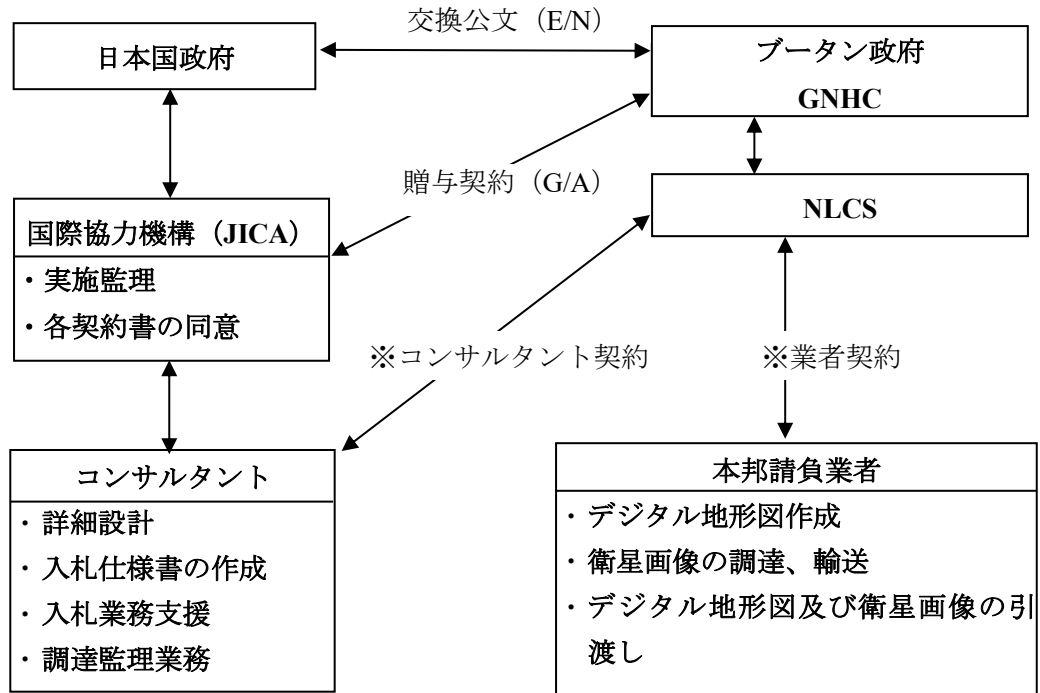 交換公文（E/N）
日本国政府
ブータン政府
GNHC
贈与契約（G/A）
NLCS
国際協力機構（JICA）
・実施監理
・各契約書の同意
※コンサルタント契約
※業者契約
コンサルタント
・詳細設計
・入札仕様書の作成
・入札業務支援
・調達監理業務
本邦請負業者
・デジタル地形図作成
・衛星画像の調達、輸送
・デジタル地形図及び衛星画像の引
渡し